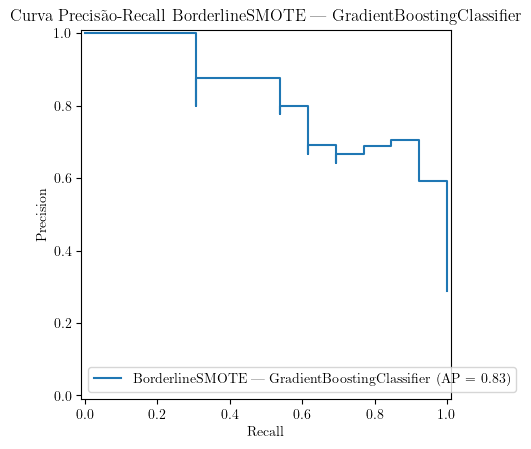 Curva Precisão-Recall BorderlineSMOTE — GradientBoostingClassifier
1.0
0.8
0.6
0.4
0.2
0.0
Precision
BorderlineSMOTE — GradientBoostingClassifier (AP = 0.83)
0.0 0.2 0.4 0.6 0.8 1.0
Recall